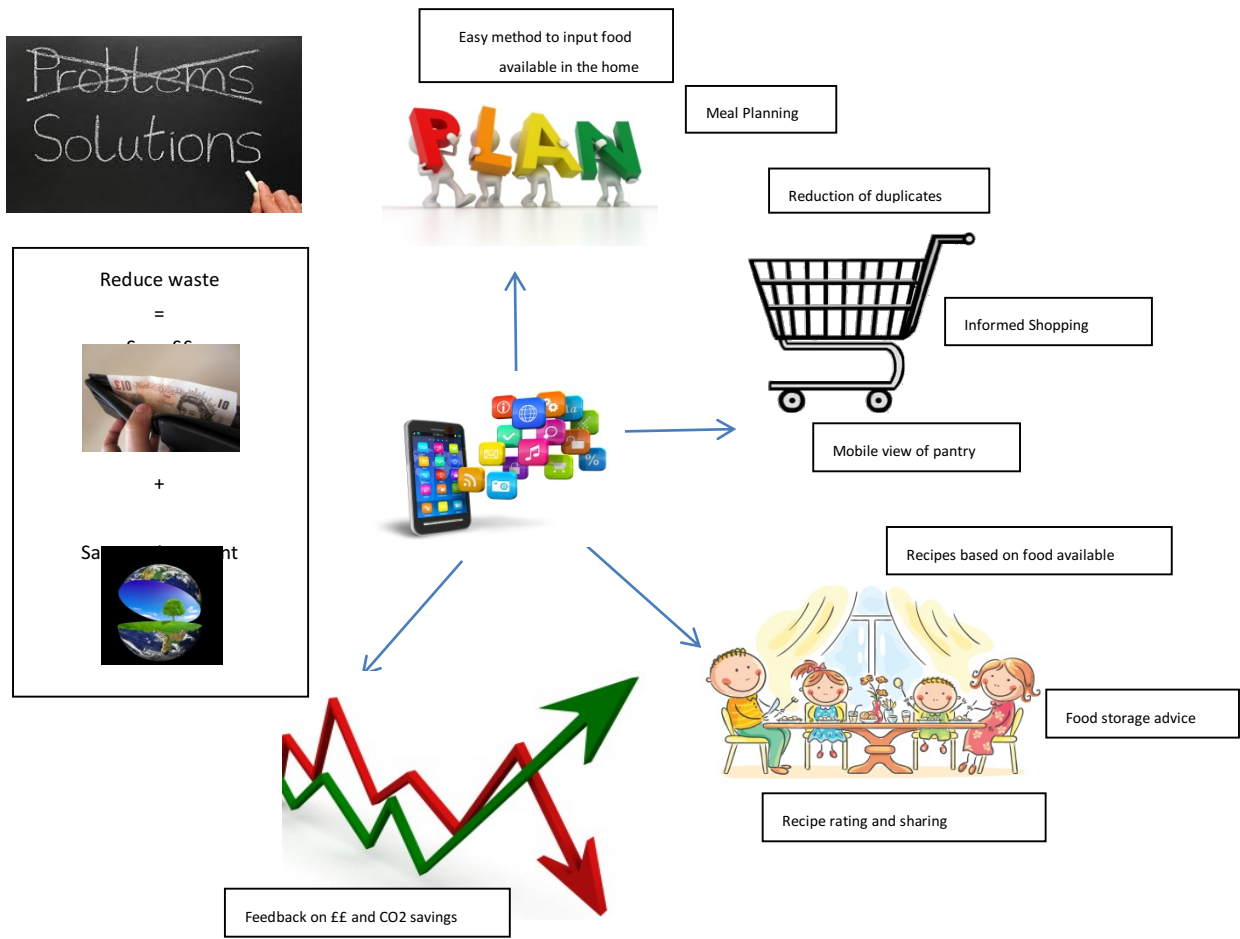 Problems
Solutions
Easy method to input food
available in the home
PLAN
Meal Planning
Reduction of duplicates
Informed Shopping
Mobile view of pantry
Reduce waste
=
££
£10
10
+
Recipes based on food available
Food storage advice
Recipe rating and sharing
Feedback on ££ and CO2 savings